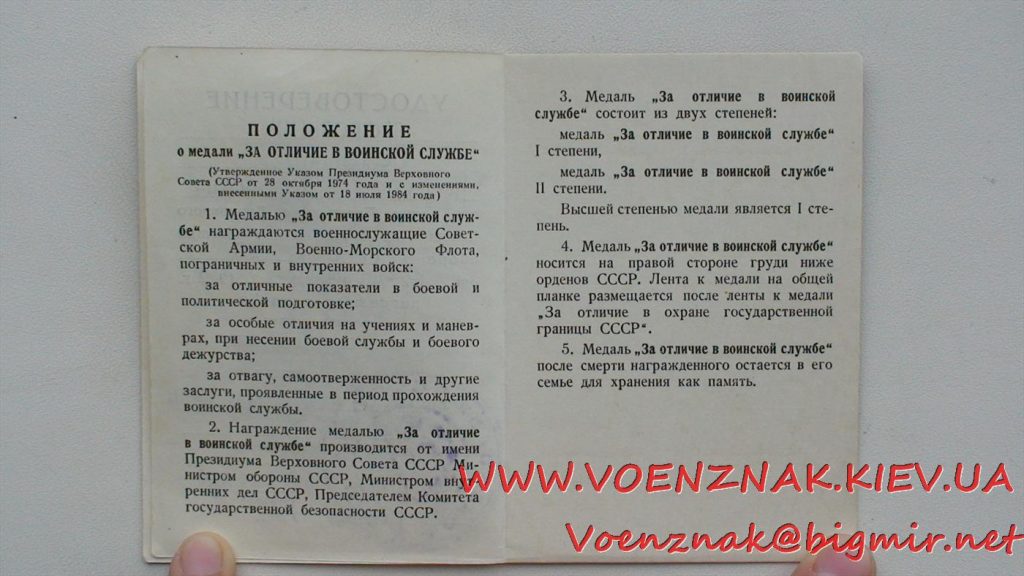 УДОСТОВЕРЕНИЕ
ПОЛОЖЕНИЕ
о медали „ЗА ОТЛИЧИЕ В ВОИНСКОЙ СЛУЖБЕ“
(Утвержденное Указом Президиума Верховного
Совета СССР от 28 октября 1974 года и с изменениями,
внесенными Указом от 18 июля 1984 года)
1. Медалью „За отличие в воинской служ-
бе“ награждаются военнослужащие Совет-
ской Армии, Военно-Морского Флота,
пограничных и внутренних войск:
за отличные показатели в боевой и
политической подготовке;
за особые отличия на учениях и манев-
рах, при несении боевой службы и боевого
дежурства;
за отвагу, самоотверженность и другие
заслуги, проявленные в период прохождения
воинской службы.
2. Награждение медалью „За отличие
в воинской службе“ производится от имени
Президиума Верховного Совета СССР Ми-
нистром обороны СССР, Министром внут-
ренних дел СССР, Председателем Комитета
государственной безопасности СССР.
3. Медаль „За отличие в воинской
службе“ состоит из двух степеней:
медаль „За отличие в воинской службе“
I степени,
медаль „За отличие в воинской службе“
II степени.
Высшей степенью медали является I сте-
пень.
4. Медаль „За отличие в воинской службе“
носится на правой стороне груди ниже
орденов СССР. Лента к медали на общей
планке размещается после ленты к медали
„За отличие в охране государственной
границы СССР“.
5. Медаль „За отличие в воинской службе“
после смерти награжденного остается в его
семье для хранения как память.
WWW.VOENZNAK.KIEV.UA
Voenznak@bigmir.net